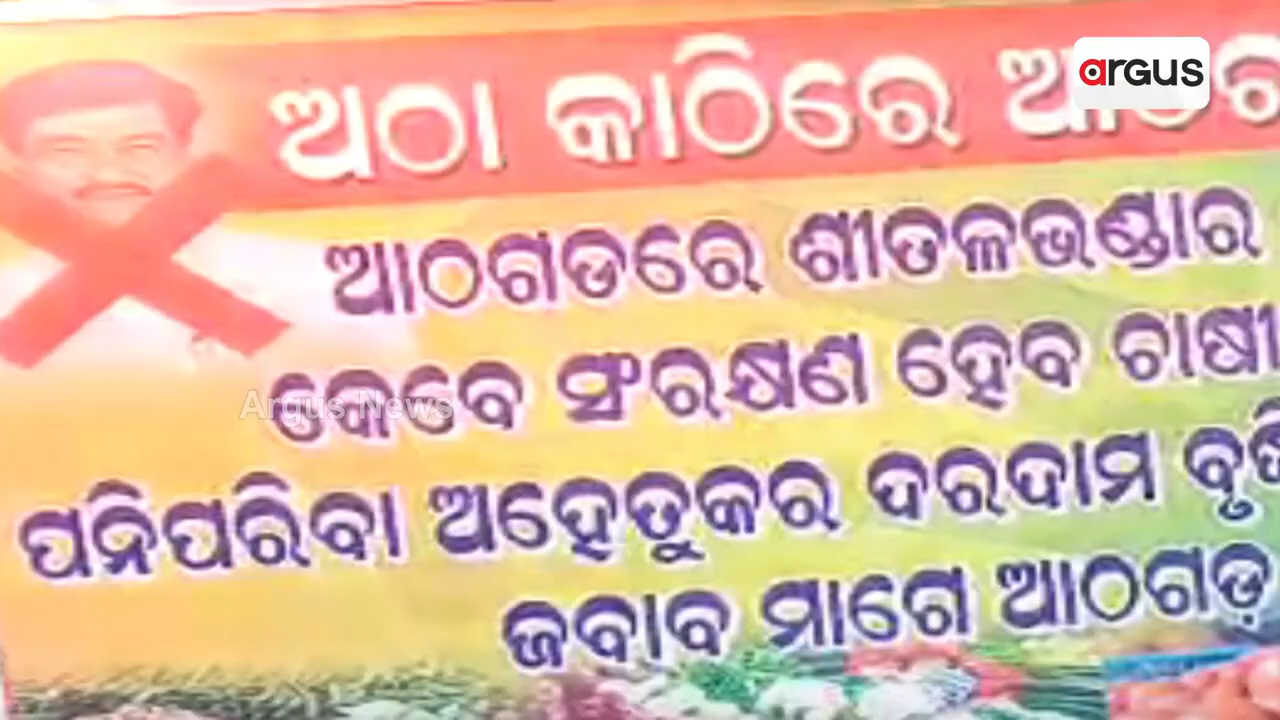 argus
ଅଠା କାଠିରେ
ଆଠଗଡରେ ଶୀତଳଭଣ୍ଡାର
କେବେ ସଂରକ୍ଷଣ ହେବ ଚାଷୀ
Argus News
ପନିପରିବା ଅହେତୁକର ଦରଦାମ
ଜବାବ ମାଗେ ଆଠଗଡ଼